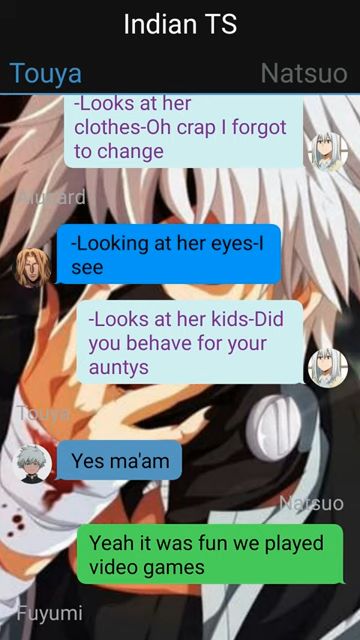 Indian TS
Touya Natsuo
-Looks at her
clothes-Oh crap I forgot
to change
-Looking at her eyes-I
see
-Looks at her kids-Did
you behave for your
auntys
Touya
Yes ma'am
Natsuo
Yeah it was fun we played
video games
Fuyumi